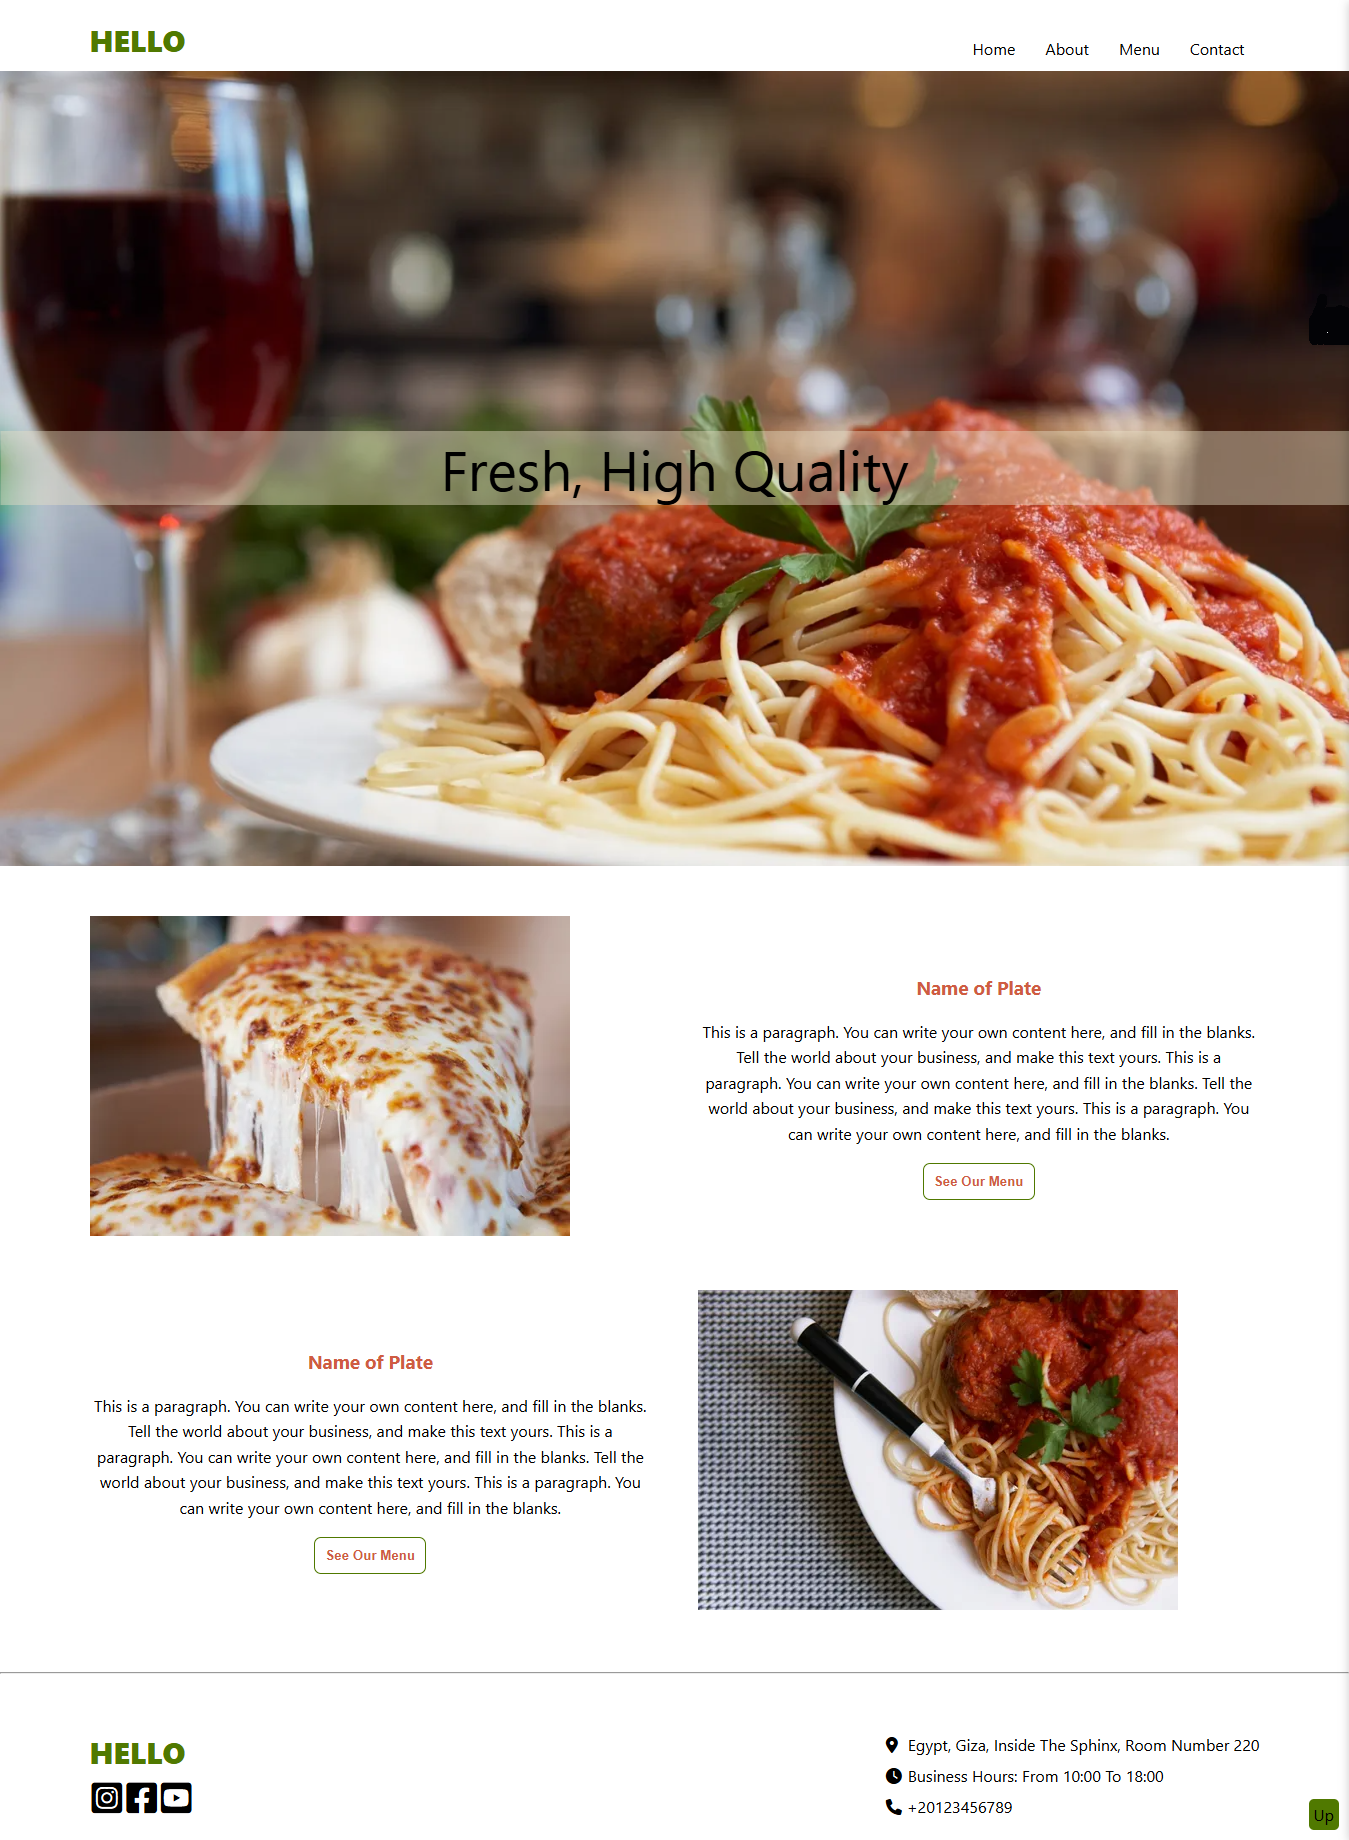 HELLO
Home About Menu Contact
Fresh, High Quality
Name of Plate
This is a paragraph. You can write your own content here, and fill in the blanks.
Tell the world about your business, and make this text yours. This is a
paragraph. You can write your own content here, and fill in the blanks. Tell the
world about your business, and make this text yours. This is a paragraph. You
can write your own content here, and fill in the blanks.
See Our Menu
Name of Plate
This is a paragraph. You can write your own content here, and fill in the blanks.
Tell the world about your business, and make this text yours. This is a
paragraph. You can write your own content here, and fill in the blanks. Tell the
world about your business, and make this text yours. This is a paragraph. You
can write your own content here, and fill in the blanks.
See Our Menu
HELLO
Egypt, Giza, Inside The Sphinx, Room Number 220
Business Hours: From 10:00 To 18:00
+20123456789
Up